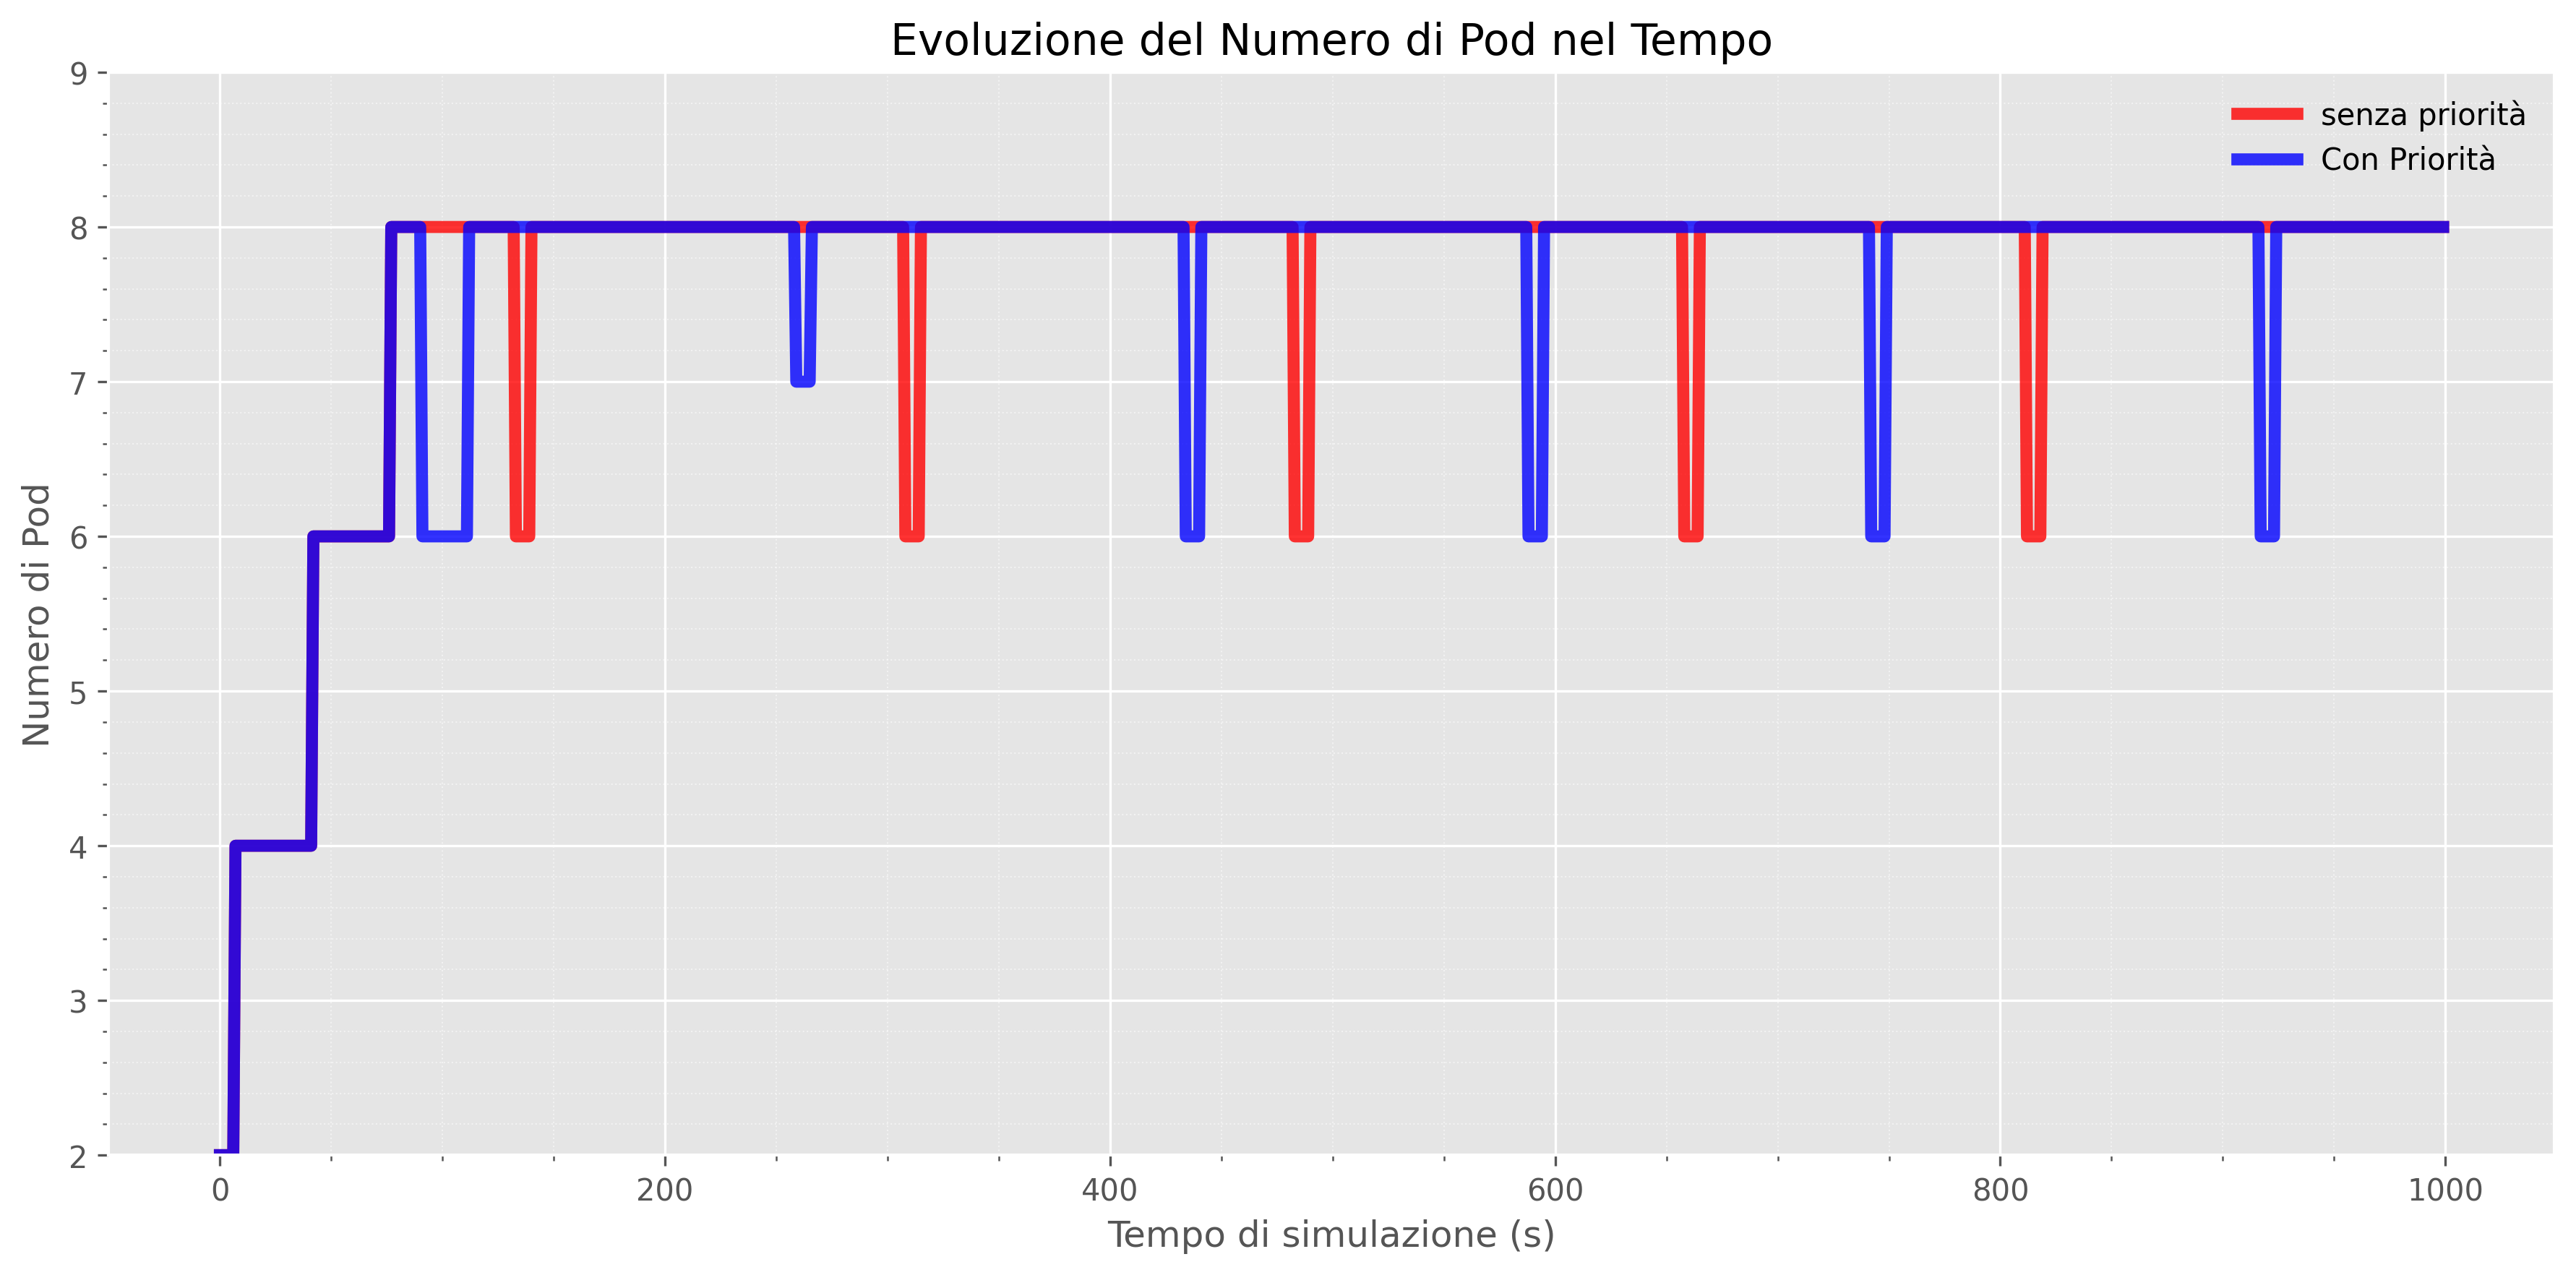 Evoluzione del Numero di Pod nel Tempo
senza priorità
Con Priorità
Numero di Pod
9
8
7
6
5
4
3
2
0 200 400 600 800 1000
Tempo di simulazione (s)